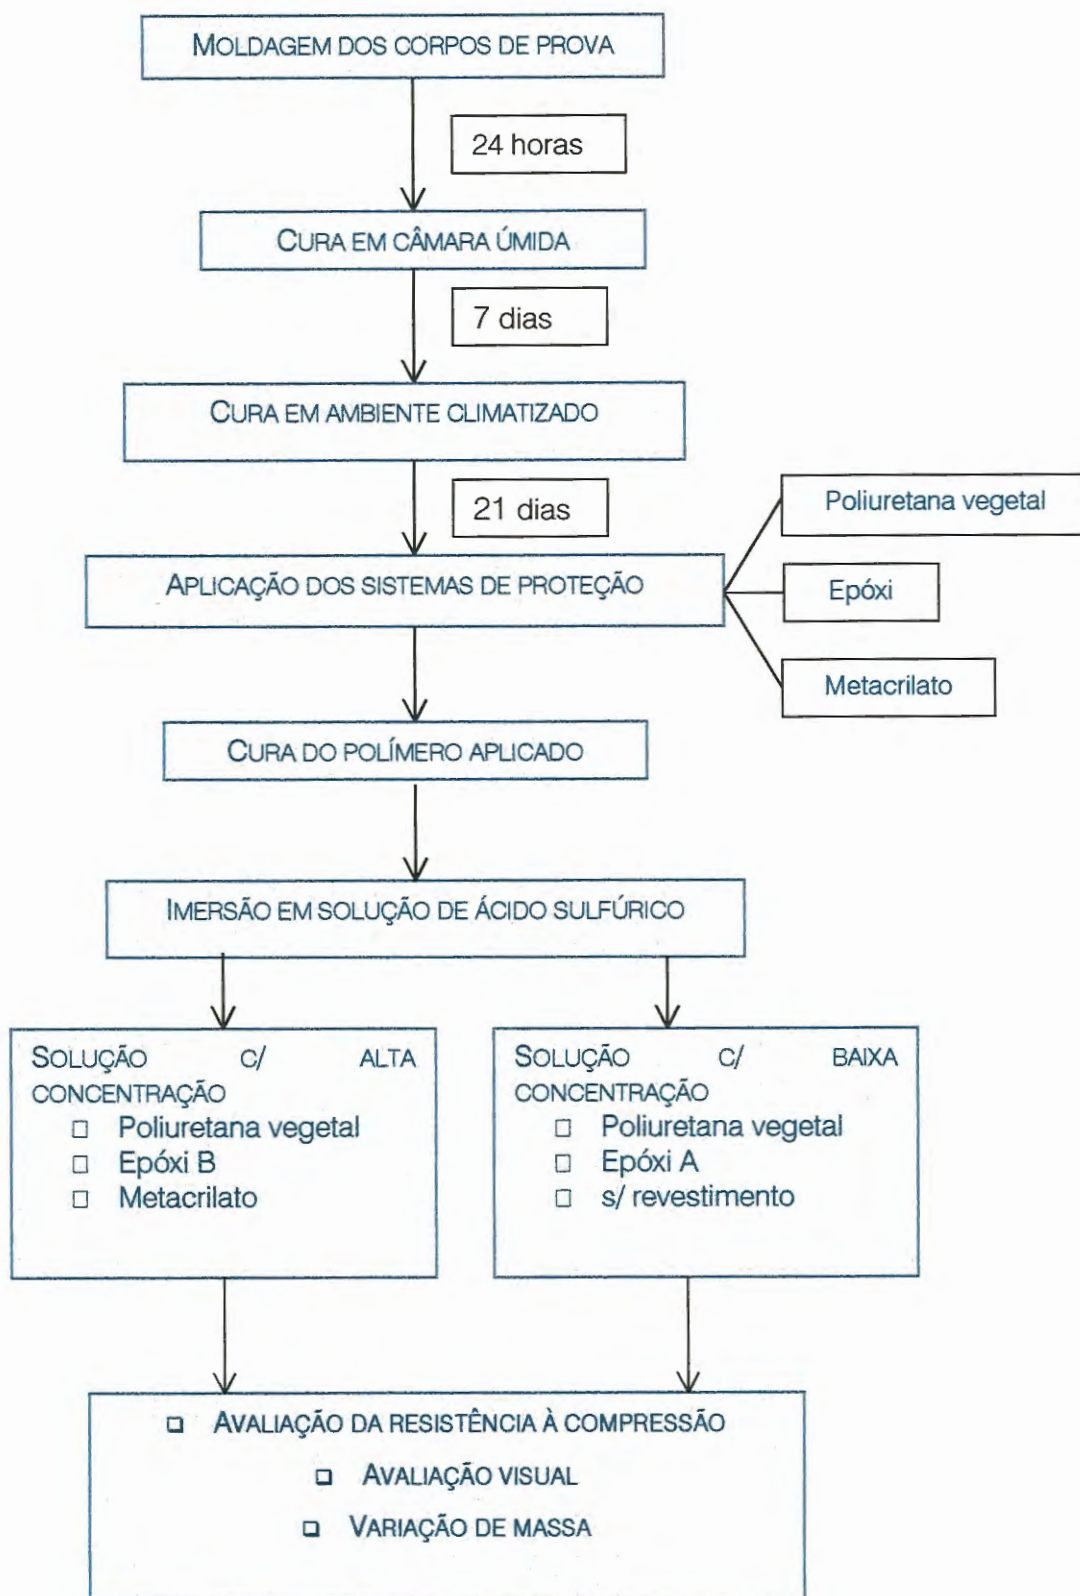 MOLDAGEM DOS CORPOS DE PROVA
24 horas
CURA EM CÂMARA ÚMIDA
7 dias
CURA EM AMBIENTE CLIMATIZADO
21 dias
APLICAÇÃO DOS SISTEMAS DE PROTEÇÃO
Poliuretana vegetal
Epóxi
Metacrilato
CURA DO POLÍMERO APLICADO
IMERSÃO EM SOLUÇÃO DE ÁCIDO SULFÚRICO
SOLUÇÃO C/ ALTA
CONCENTRAÇÃO
Poliuretana vegetal
Epóxi B
Metacrilato
SOLUÇÃO C/ BAIXA
CONCENTRAÇÃO
Poliuretana vegetal
Epóxi A
s/ revestimento
AVALIAÇÃO DA RESISTÊNCIA À COMPRESSÃO
AVALIAÇÃO VISUAL
VARIAÇÃO DE MASSA